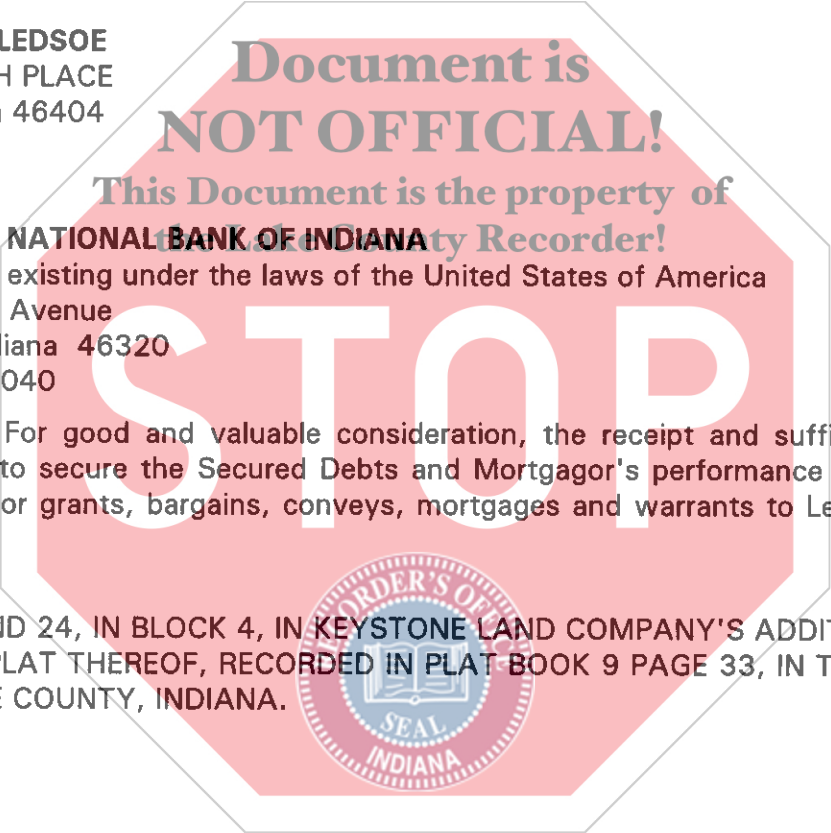 LEDSOE
H PLACE
46404
Document is
NOT OFFICIAL!
This Document is the property of
the Lake County Recorder!
NATIONAL BANK OF INDIANA
existing under the laws of the United States of America
Avenue
liana 46320
040
STOP
For good and valuable consideration, the receipt and suffi
to secure the Secured Debts and Mortgagor's performance
or grants, bargains, conveys, mortgages and warrants to Le
ND 24, IN BLOCK 4, IN KEYSTONE LAND COMPANY'S ADDIT
PLAT THEREOF, RECORDED IN PLAT BOOK 9 PAGE 33, IN T
E COUNTY, INDIANA.
RECORDER'S OFFICE
SEAL
INDIANA